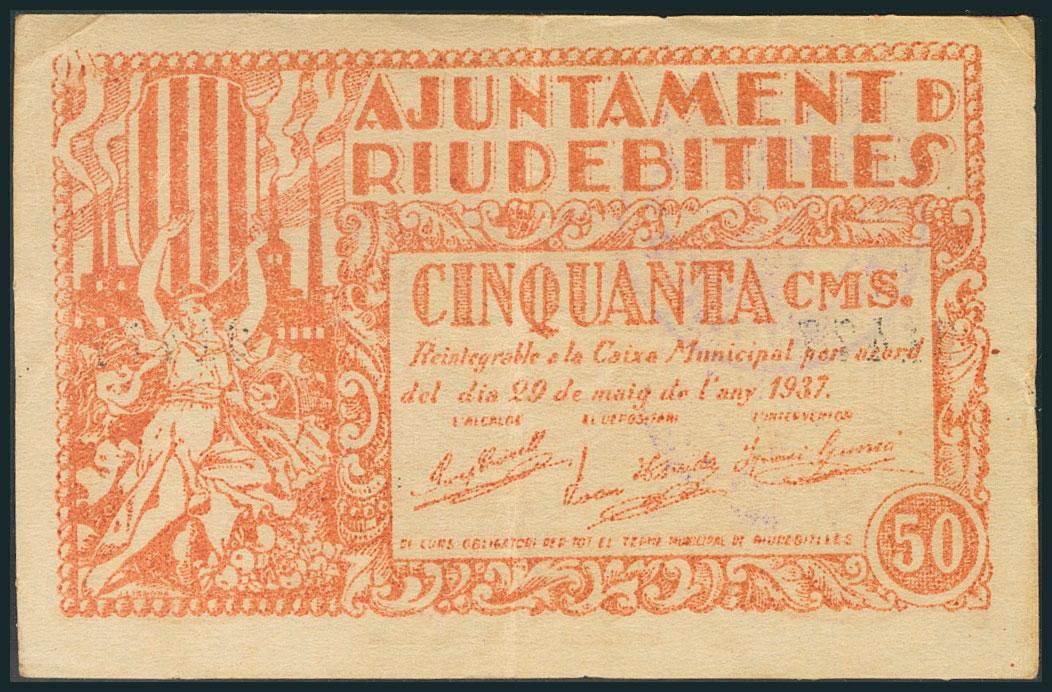 AJUNTAMENT D
RIUDEBITLLES
CINQUANTA CMS.
Reintegrable a la Caixa Municipal per acord
del dia 29 de maig de l'any 1937.
L'ALCALDE EL DEPOSITARI L'INTERVENTOR
DE CURS OBLIGATORI PER TOT EL TERME MUNICIPAL DE RIUDEBITLLES
50